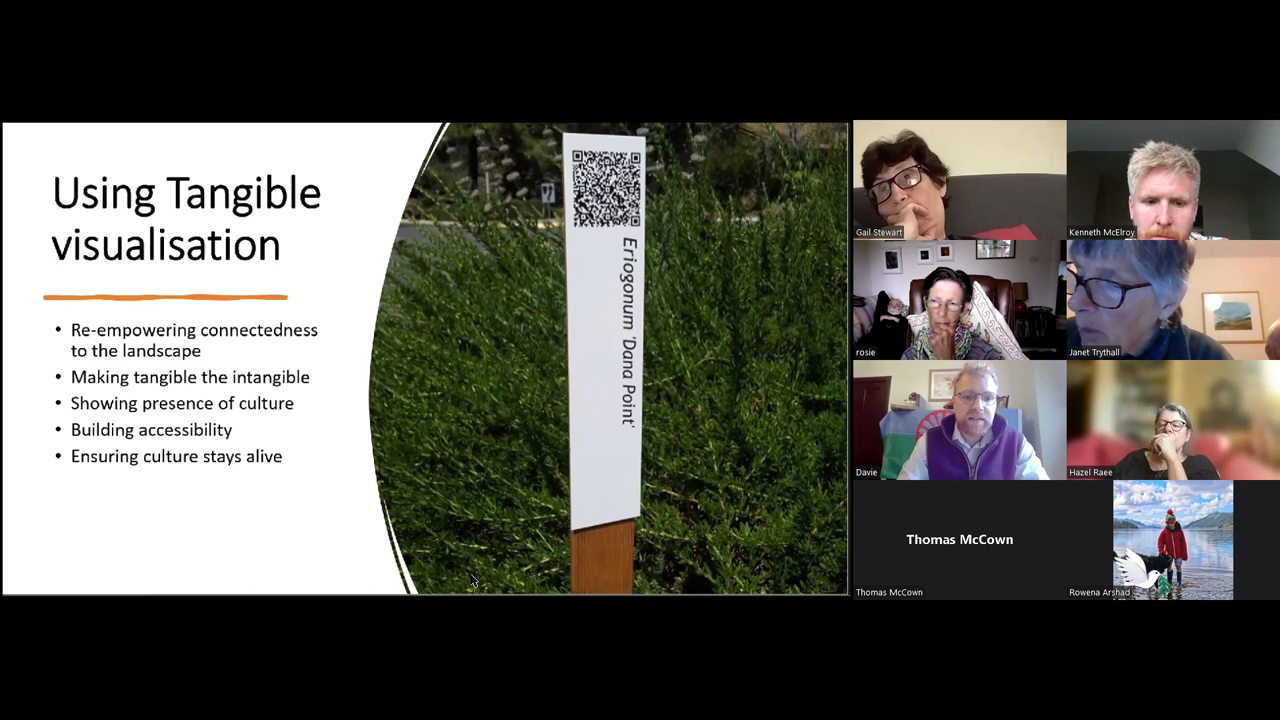 Using Tangible
visualisation
• Re-empowering connectedness
to the landscape
• Making tangible the intangible
• Showing presence of culture
• Building accessibility
• Ensuring culture stays alive
Eriogonum 'Dana Point'
Gail Stewart
Kenneth McElroy
rosie
Janet Trythall
Davie
Hazel Raee
Thomas McCown
Thomas McCown
Rowena Arshad